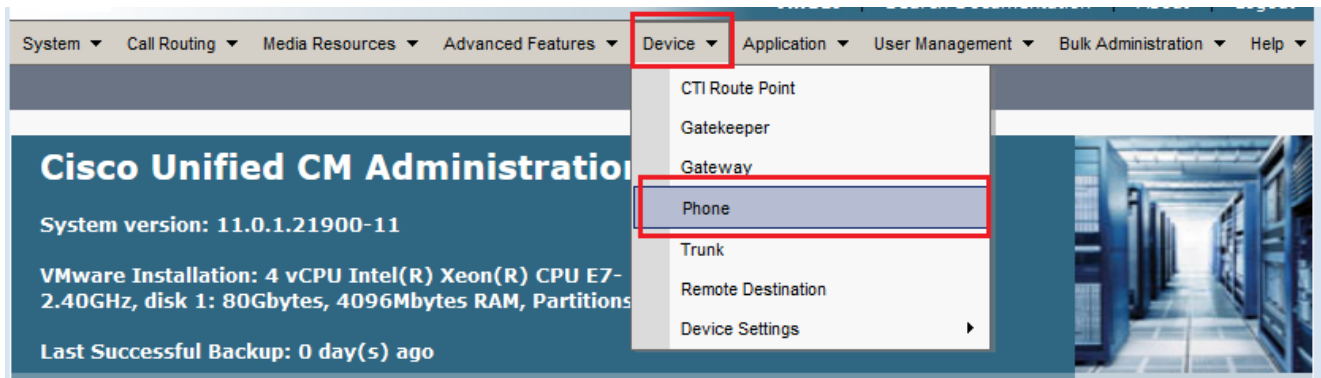 System Call Routing Media Resources Advanced Features Device Application User Management Bulk Administration Help
CTI Route Point
Gatekeeper
Gateway
Phone
Trunk
Remote Destination
Device Settings
Cisco Unified CM Administration
System version: 11.0.1.21900-11
VMware Installation: 4 vCPU Intel(R) Xeon(R) CPU E7-
2.40GHz, disk 1: 80Gbytes, 4096Mbytes RAM, Partitions
Last Successful Backup: 0 day(s) ago